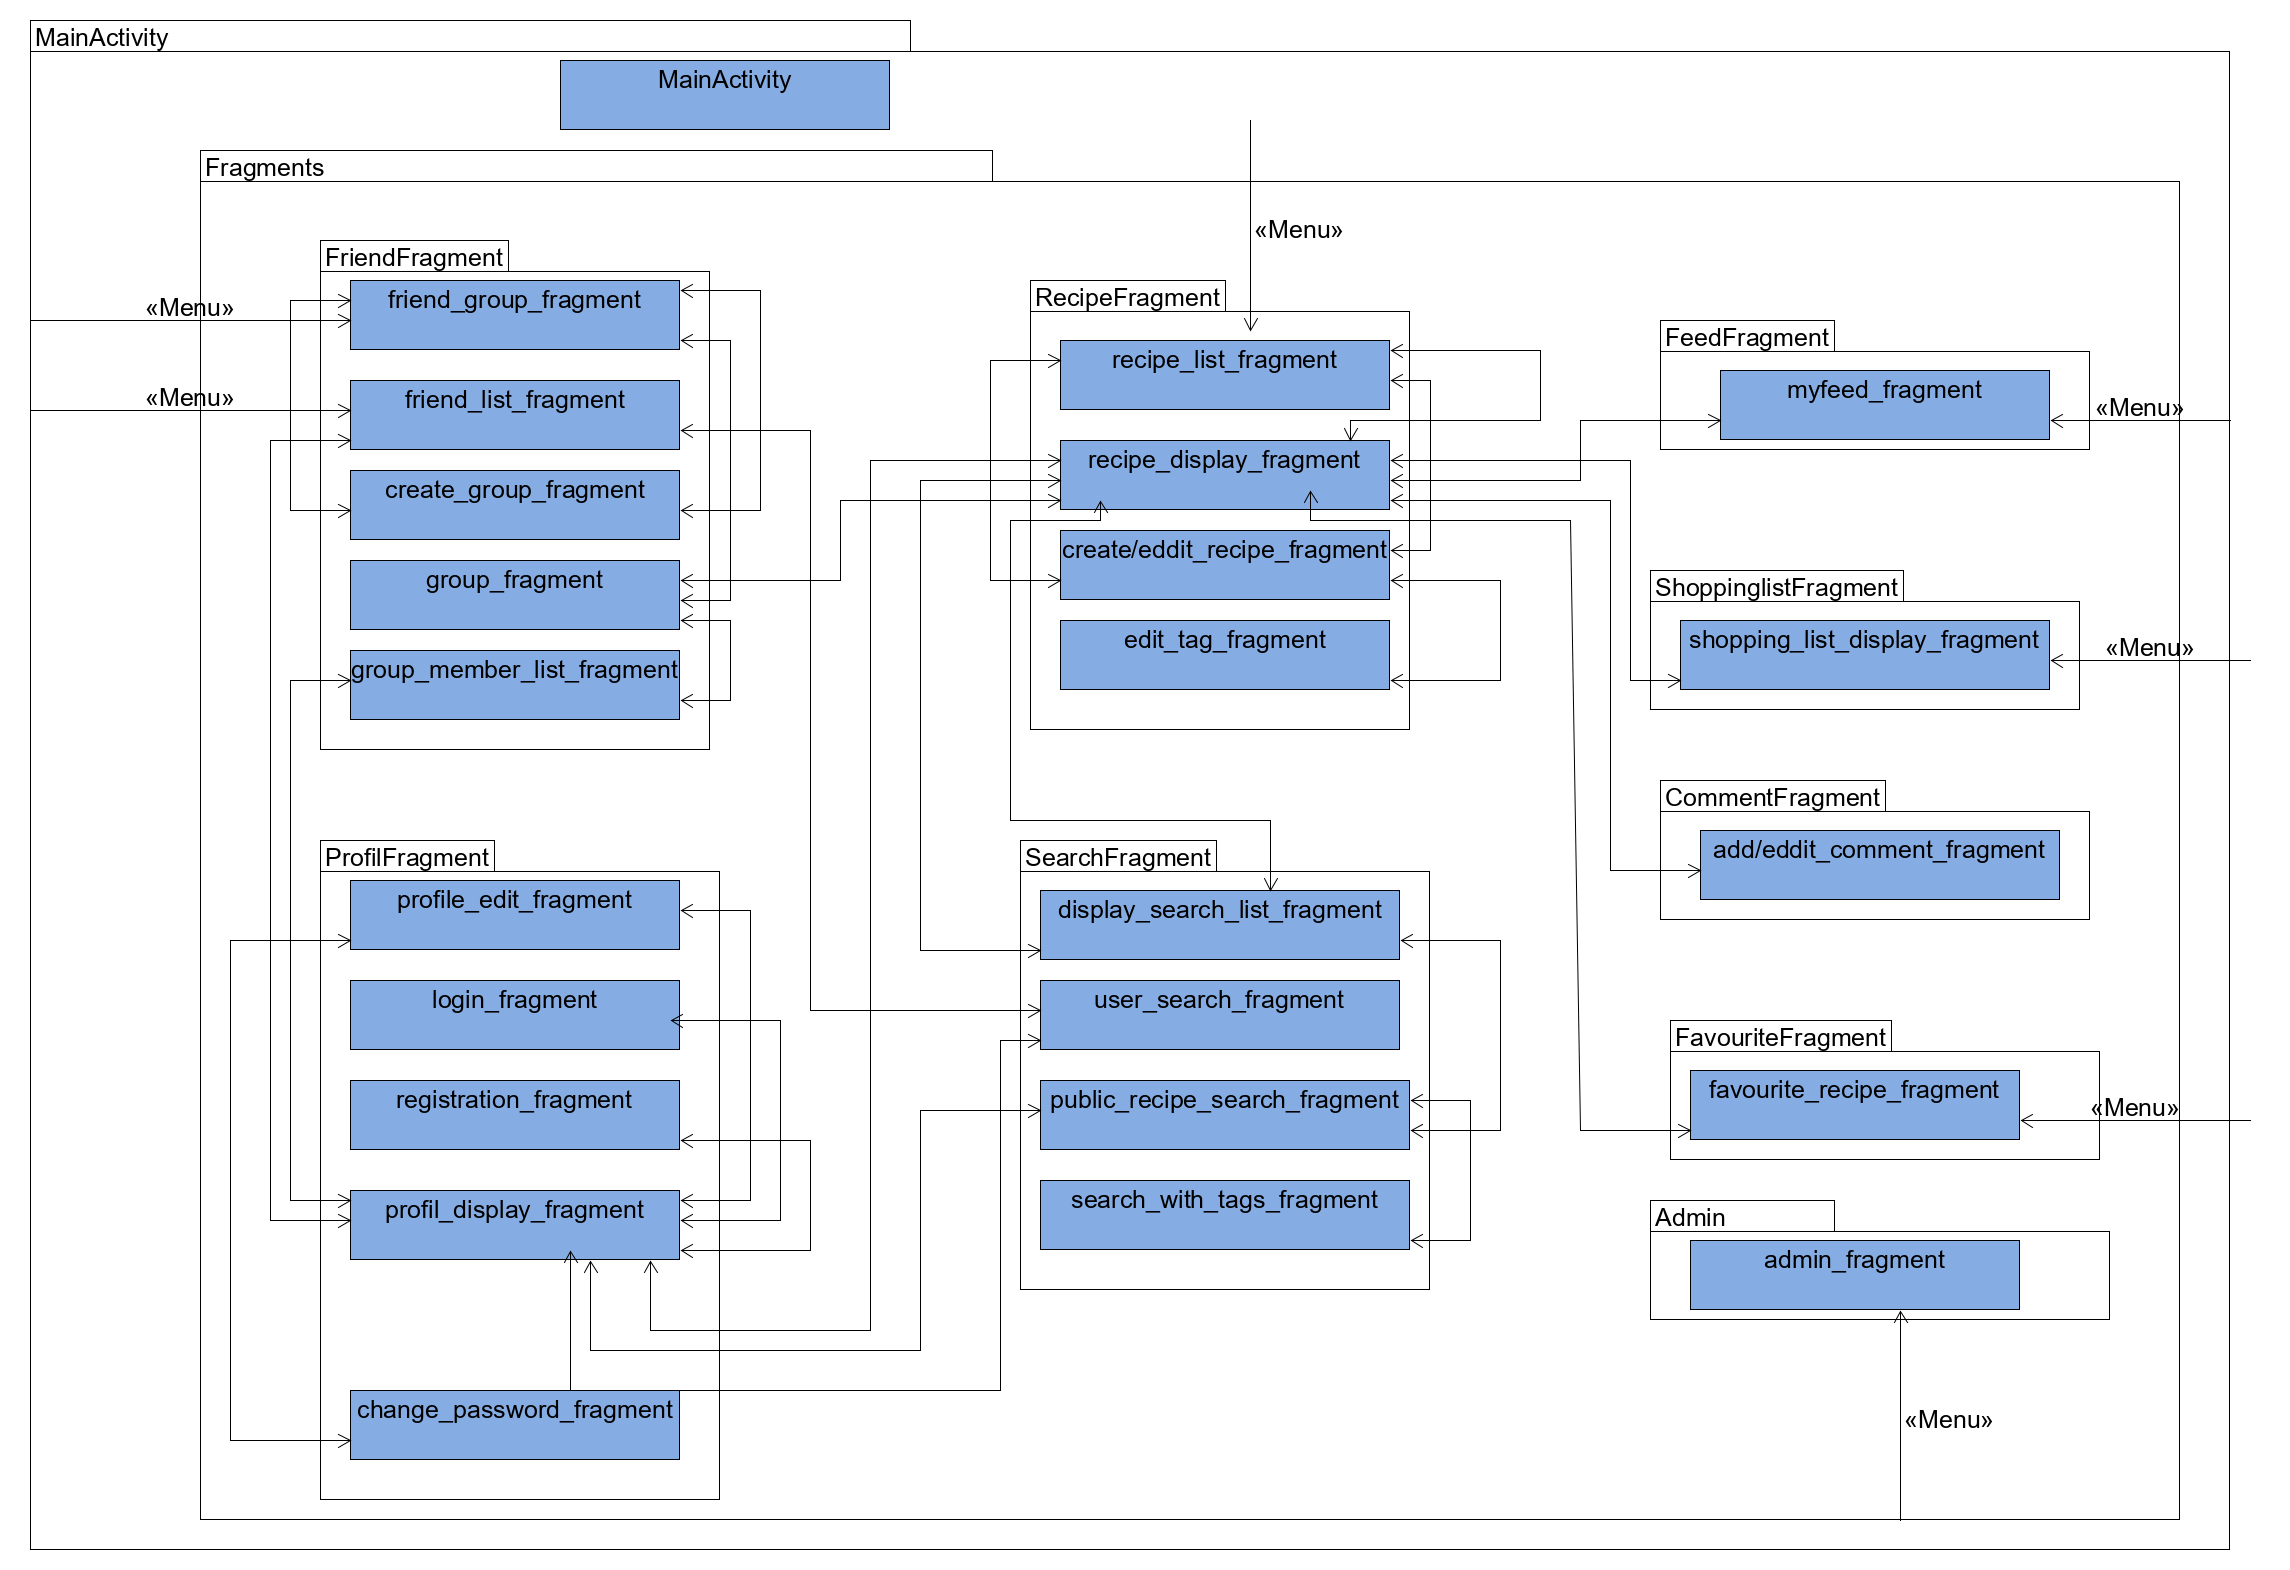 MainActivity
MainActivity
Fragments
«Menu»
FriendFragment
friend_group_fragment
«Menu»
friend_list_fragment
«Menu»
create_group_fragment
group_fragment
group_member_list_fragment
RecipeFragment
recipe_list_fragment
recipe_display_fragment
create/eddit_recipe_fragment
edit_tag_fragment
FeedFragment
myfeed_fragment
«Menu»
ShoppinglistFragment
shopping_list_display_fragment
«Menu»
CommentFragment
add/eddit_comment_fragment
ProfilFragment
profile_edit_fragment
login_fragment
registration_fragment
profil_display_fragment
change_password_fragment
SearchFragment
display_search_list_fragment
user_search_fragment
public_recipe_search_fragment
search_with_tags_fragment
FavouriteFragment
favourite_recipe_fragment
«Menu»
Admin
admin_fragment
«Menu»